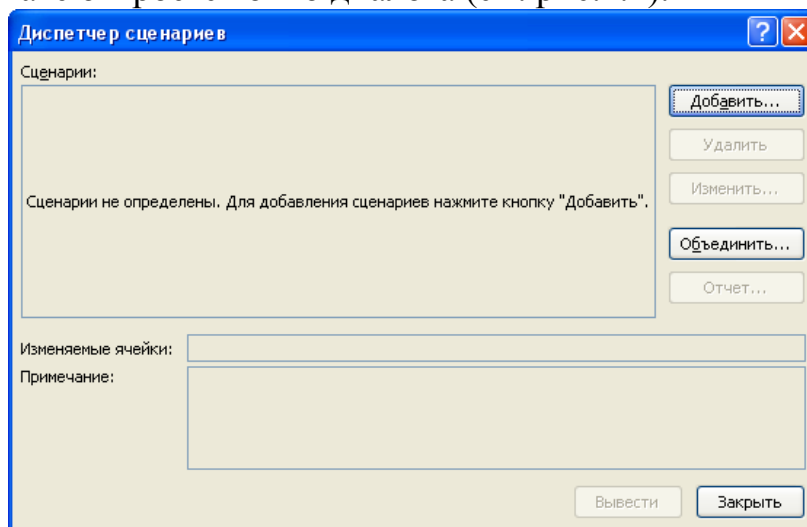 Диспетчер сценариев
Сценарии:
Добавить...
Удалить
Изменить...
Сценарии не определены. Для добавления сценариев нажмите кнопку "Добавить".
Объединить...
Отчет...
Изменяемые ячейки:
Примечание:
Вывести
Закрыть